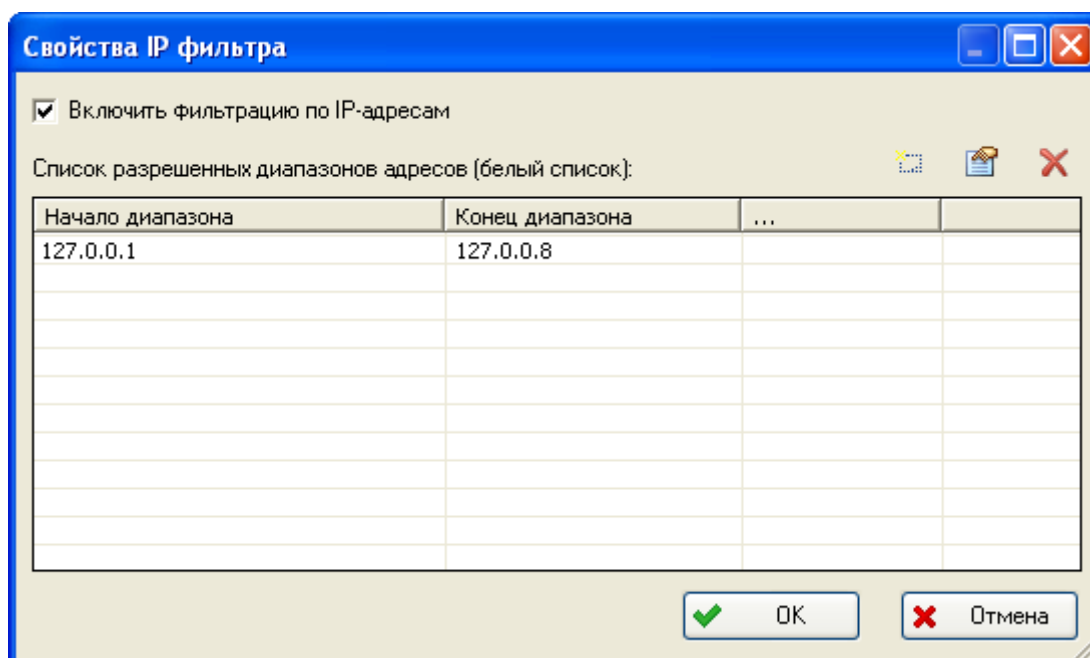 Свойства IP фильтра
Включить фильтрацию по IP-адресам
Список разрешенных диапазонов адресов (белый список):
Начало диапазона Конец диапазона ...
127.0.0.1 127.0.0.8
OK Отмена